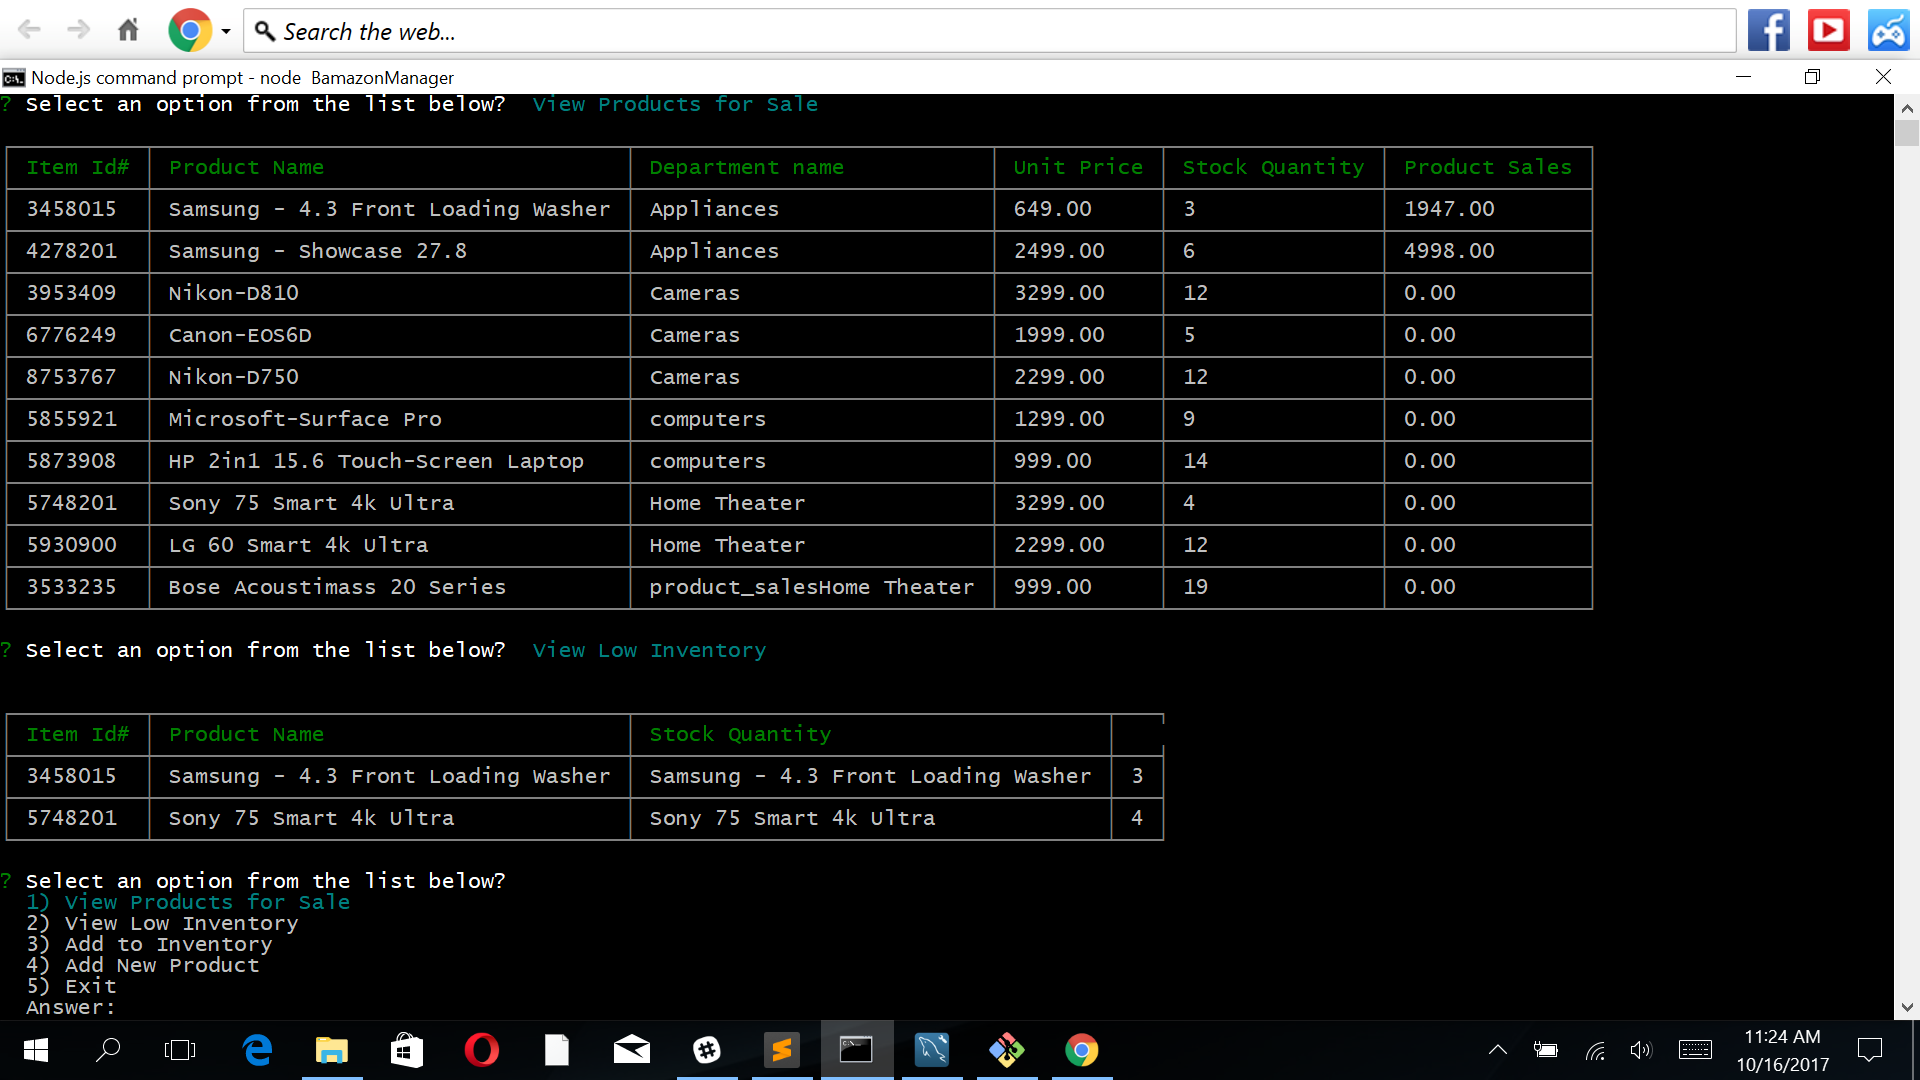 Search the web...
Node.js command prompt - node  BamazonManager
? Select an option from the list below?  View Products for Sale
Item Id# Product Name Department name Unit Price Stock Quantity Product Sales
3458015 Samsung - 4.3 Front Loading Washer Appliances 649.00 3 1947.00
4278201 Samsung - Showcase 27.8 Appliances 2499.00 6 4998.00
3953409 Nikon-D810 Cameras 3299.00 12 0.00
6776249 Canon-EOS6D Cameras 1999.00 5 0.00
8753767 Nikon-D750 Cameras 2299.00 12 0.00
5855921 Microsoft-Surface Pro computers 1299.00 9 0.00
5873908 HP 2in1 15.6 Touch-Screen Laptop computers 999.00 14 0.00
5748201 Sony 75 Smart 4k Ultra Home Theater 3299.00 4 0.00
5930900 LG 60 Smart 4k Ultra Home Theater 2299.00 12 0.00
3533235 Bose Acoustimass 20 Series product_salesHome Theater 999.00 19 0.00
? Select an option from the list below?  View Low Inventory
Item Id# Product Name Stock Quantity
3458015 Samsung - 4.3 Front Loading Washer Samsung - 4.3 Front Loading Washer 3
5748201 Sony 75 Smart 4k Ultra Sony 75 Smart 4k Ultra 4
? Select an option from the list below?
1) View Products for Sale
2) View Low Inventory
3) Add to Inventory
4) Add New Product
5) Exit
Answer:
11:24 AM
10/16/2017